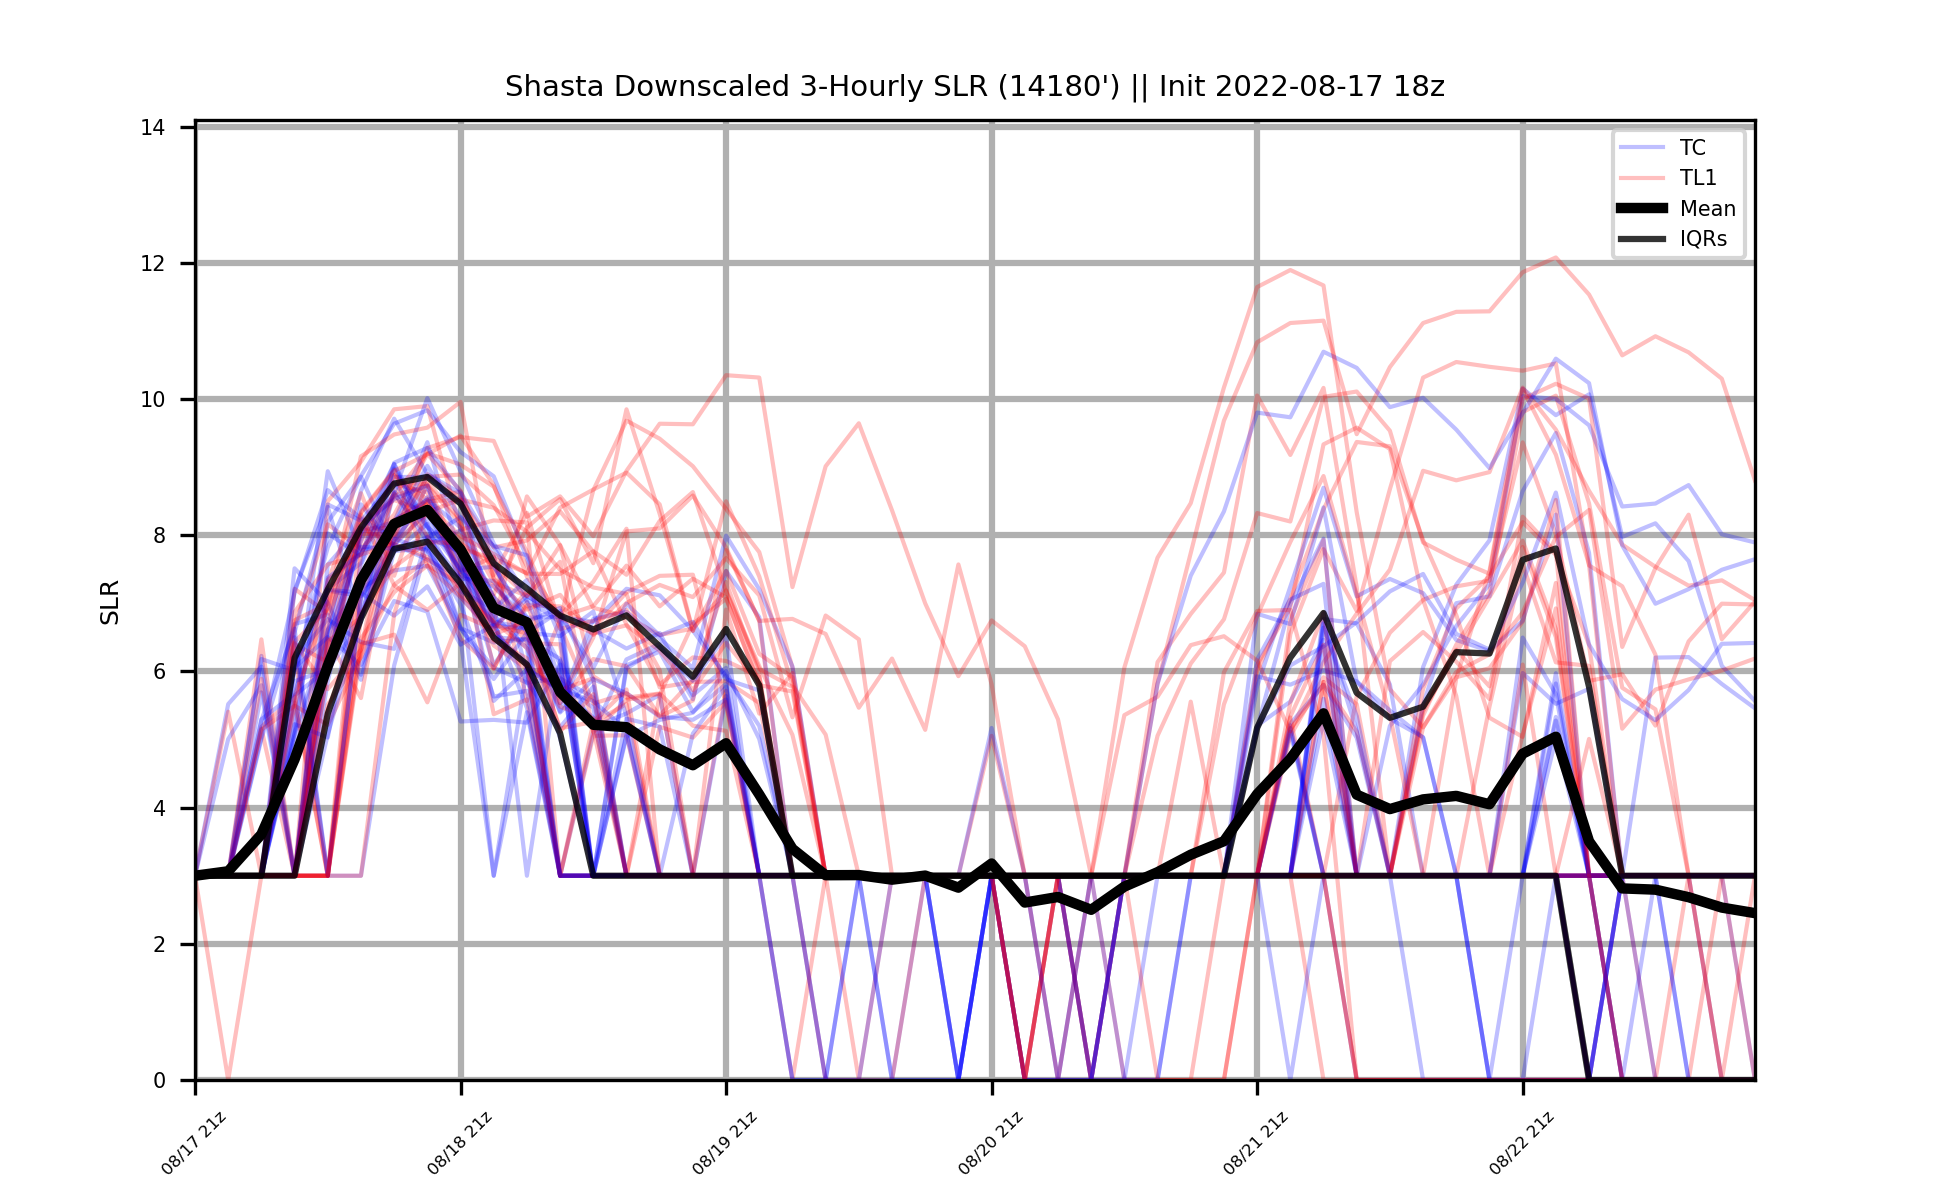 Shasta Downscaled 3-Hourly SLR (14180') || Init 2022-08-17 18z
14
12
10
8
6
4
2
0
SLR
TC
TL1
Mean
IQRs
08/17 21z
08/18 21z
08/19 21z
08/20 21z
08/21 21z
08/22 21z